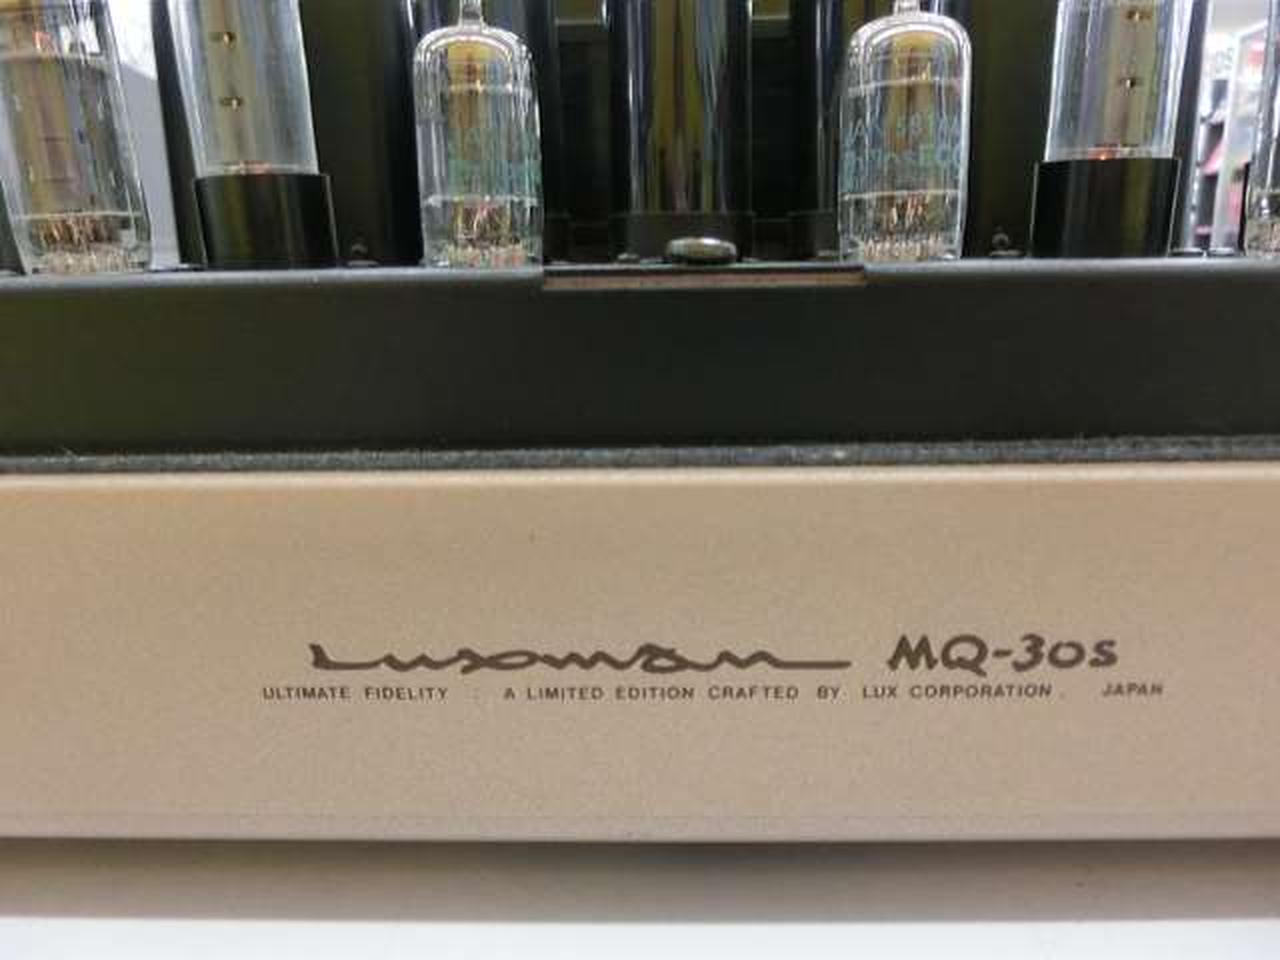 Luxman MQ-30s
ULTIMATE FIDELITY : A LIMITED EDITION CRAFTED BY LUX CORPORATION, JAPAN